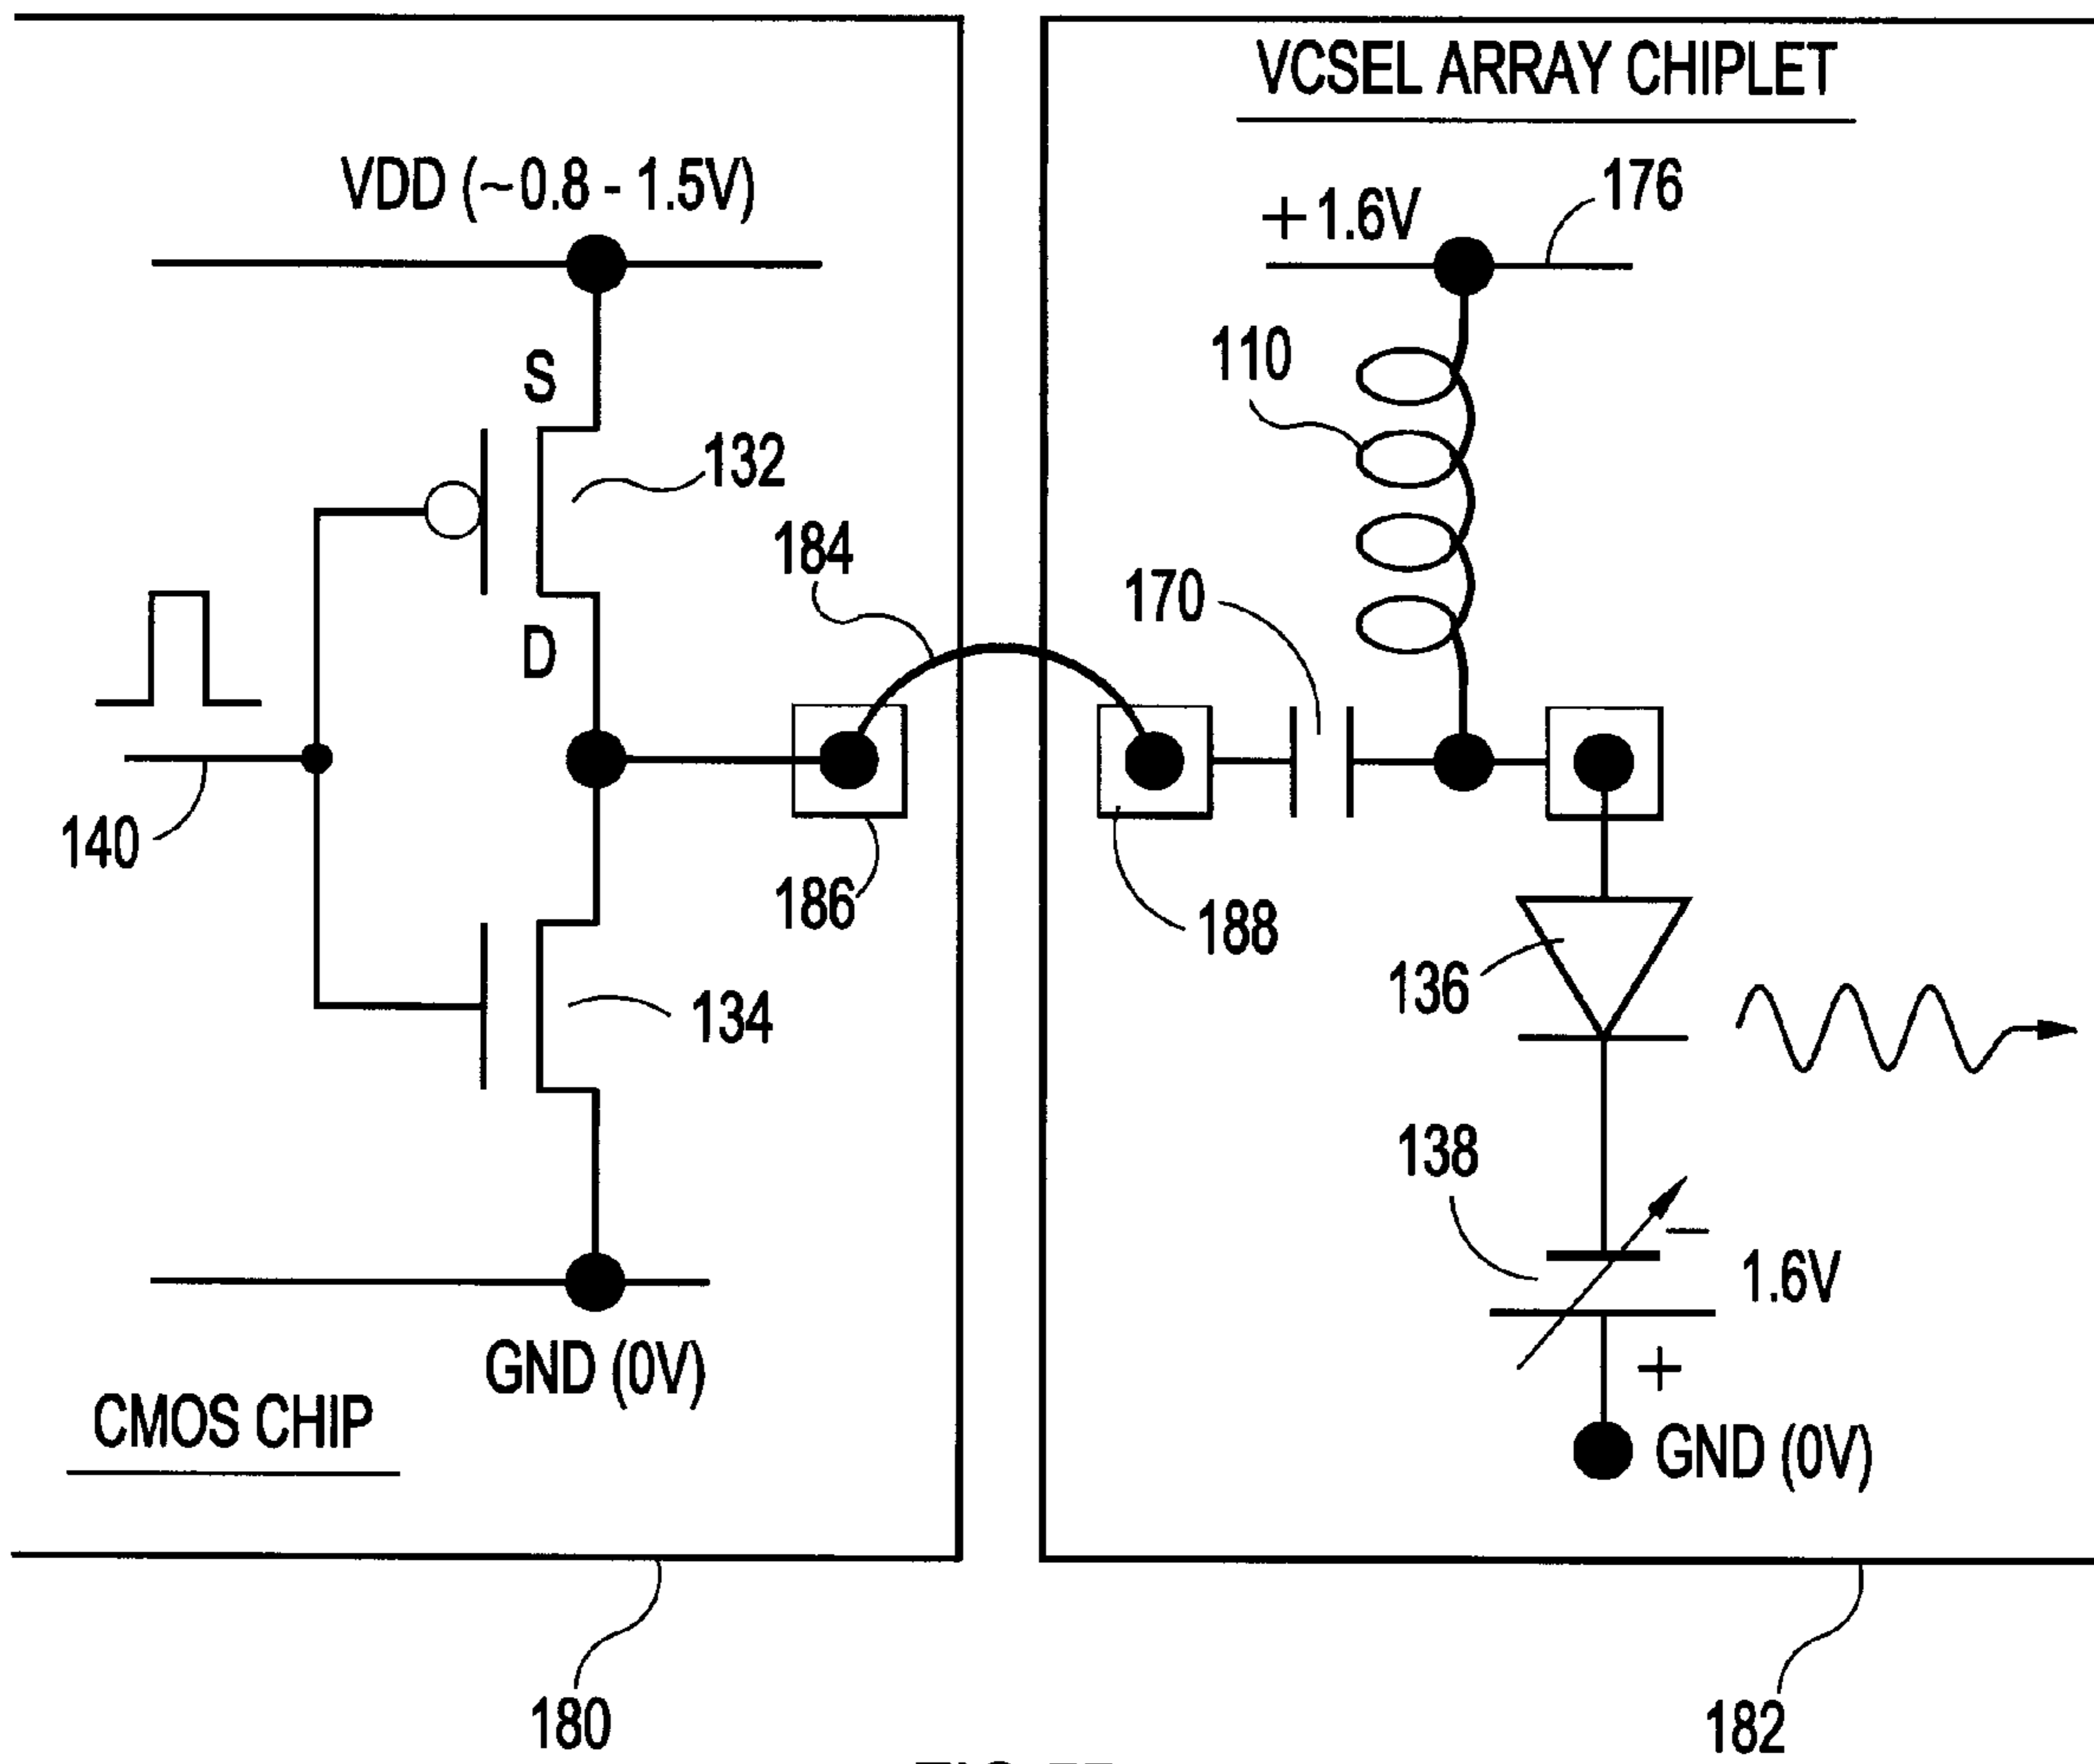 VCSEL ARRAY CHIPLET
VDD (~0.8 - 1.5V)
+1.6V
176
110
S
132
184
170
D
140
186
188
136
134
138
−
1.6V
+
GND (0V)
GND (0V)
CMOS CHIP
180
182